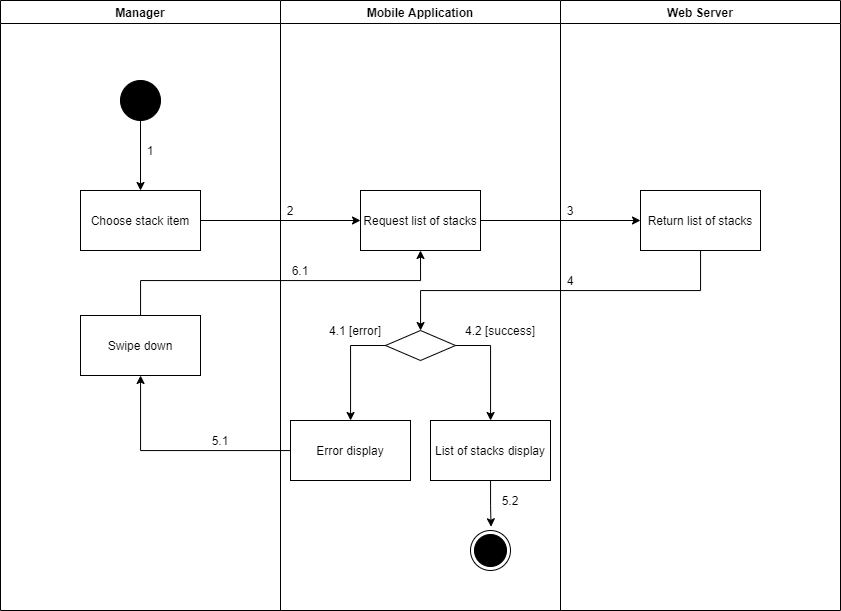 Manager
Mobile Application
Web Server
1
Choose stack item
2
Request list of stacks
3
Return list of stacks
6.1
4
4.1 [error]
4.2 [success]
Swipe down
5.1
Error display
List of stacks display
5.2